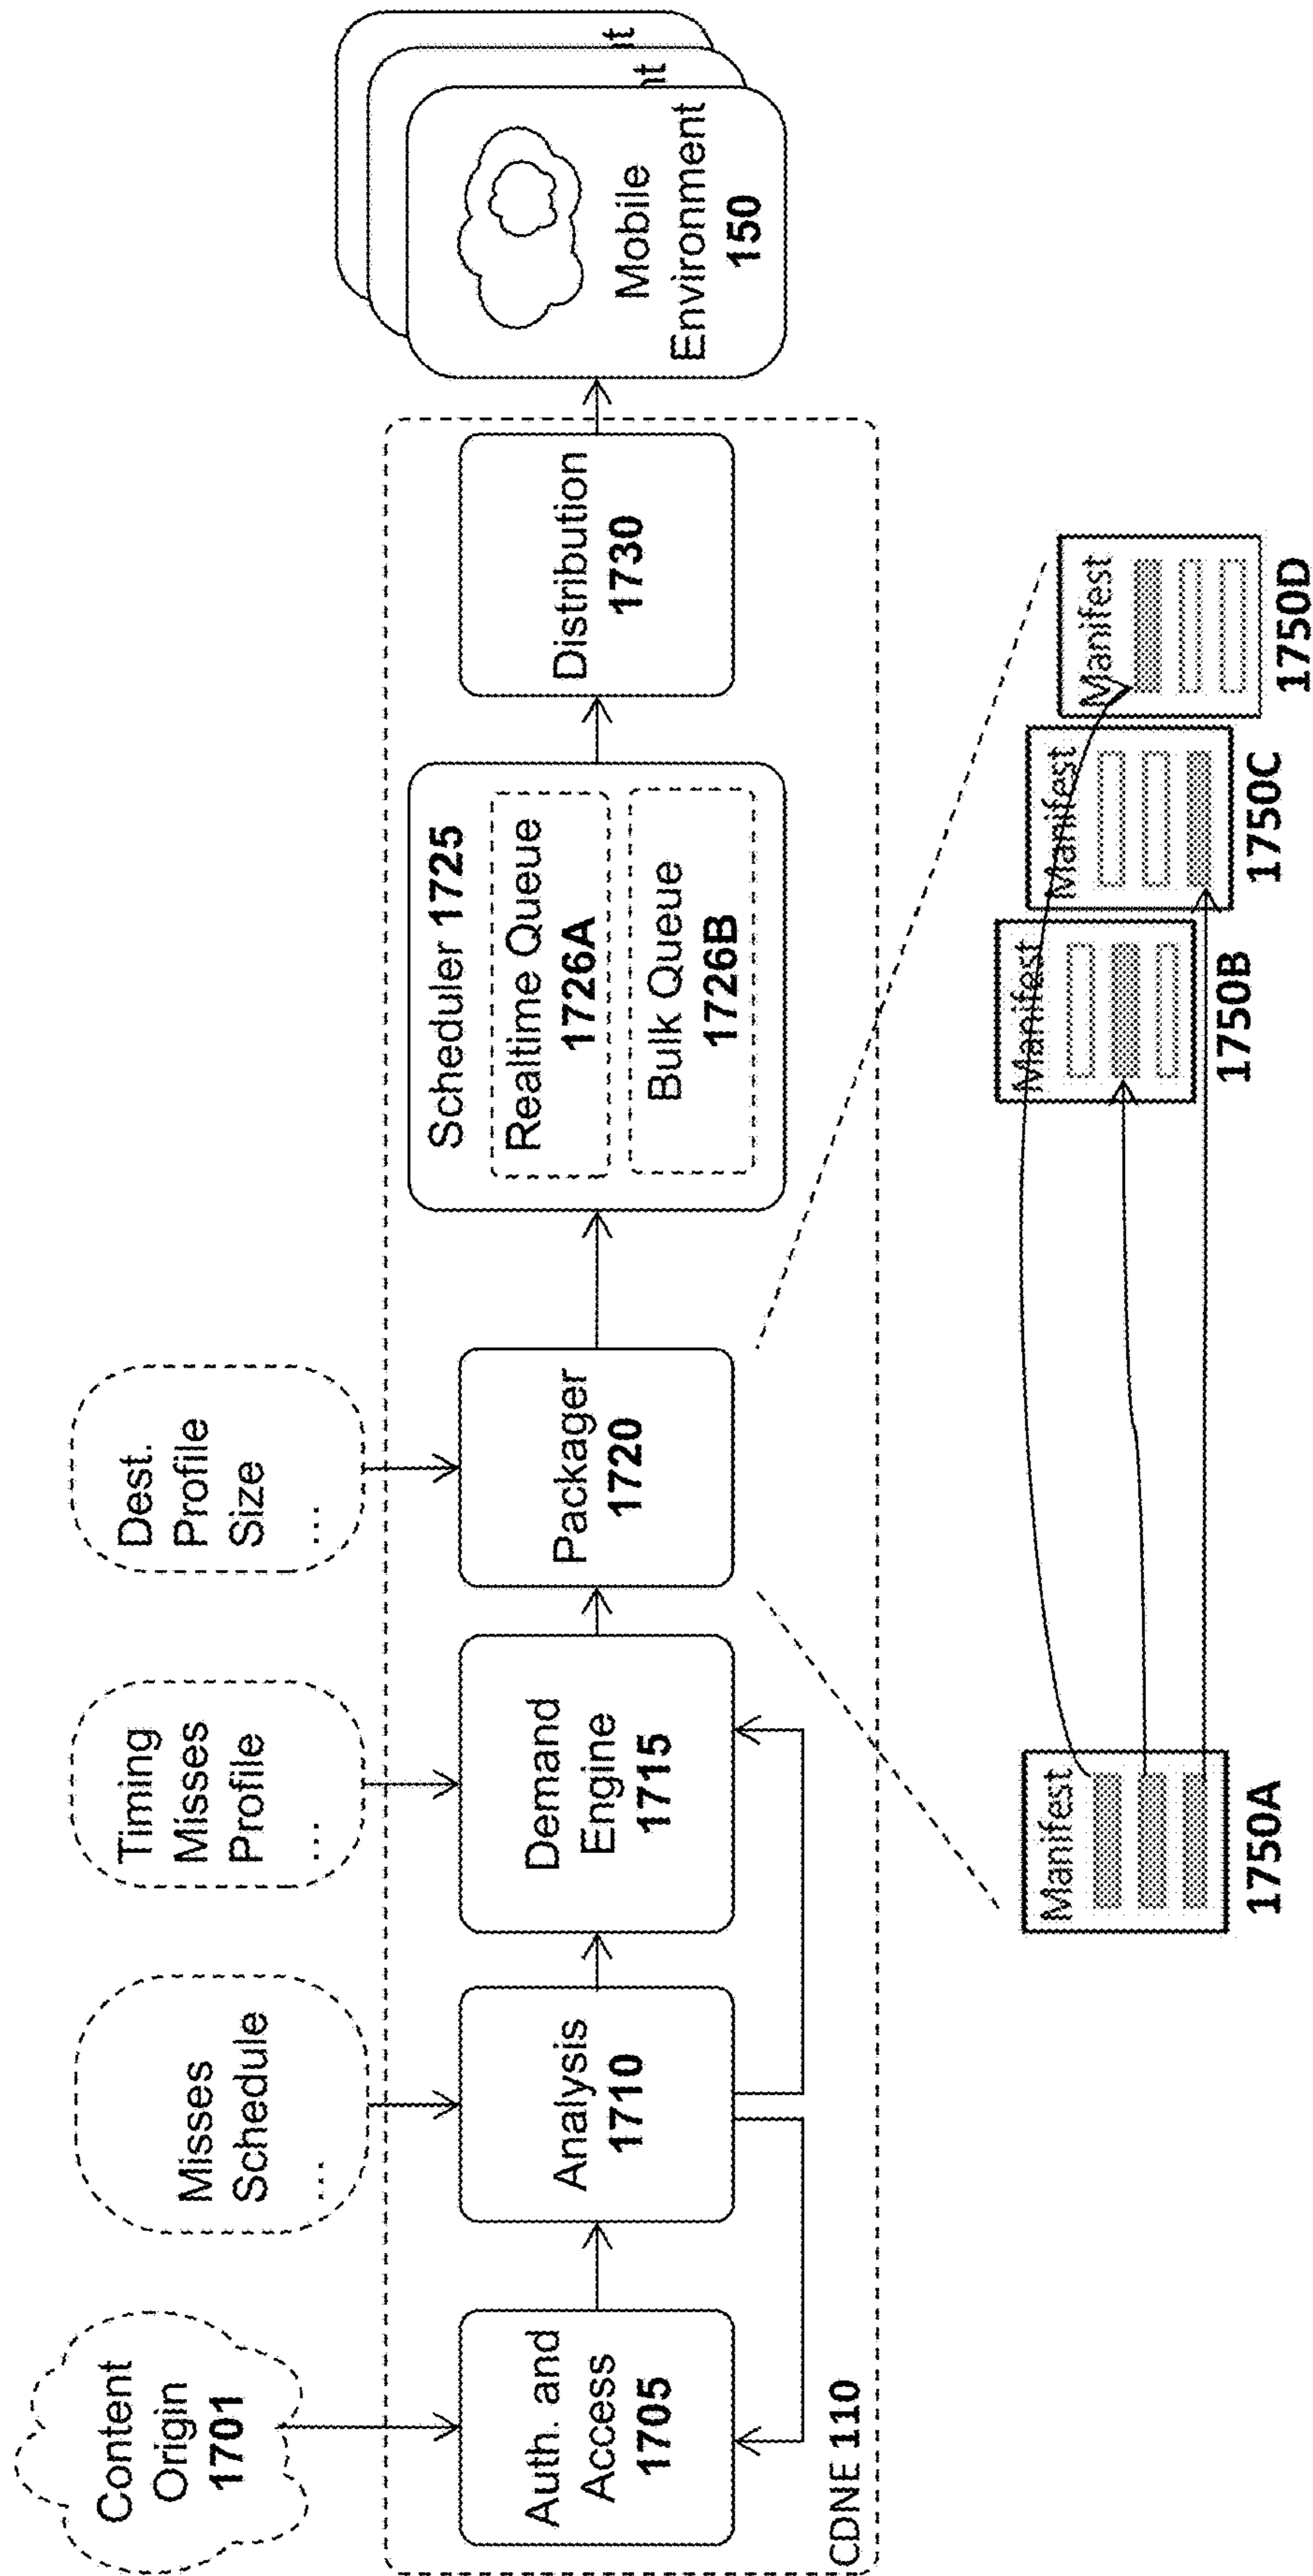 Content
Origin
1701
Misses
Schedule
...
Timing
Misses
Profile
...
Dest.
Profile
Size
...
Auth. and
Access
1705
Analysis
1710
Demand
Engine
1715
Packager
1720
Scheduler 1725
Realtime Queue
1726A
Bulk Queue
1726B
Distribution
1730
Mobile
Environment
150
nt
nt
CDNE 110
Manifest
1750A
Manifest
1750B
Manifest
1750C
Manifest
1750D